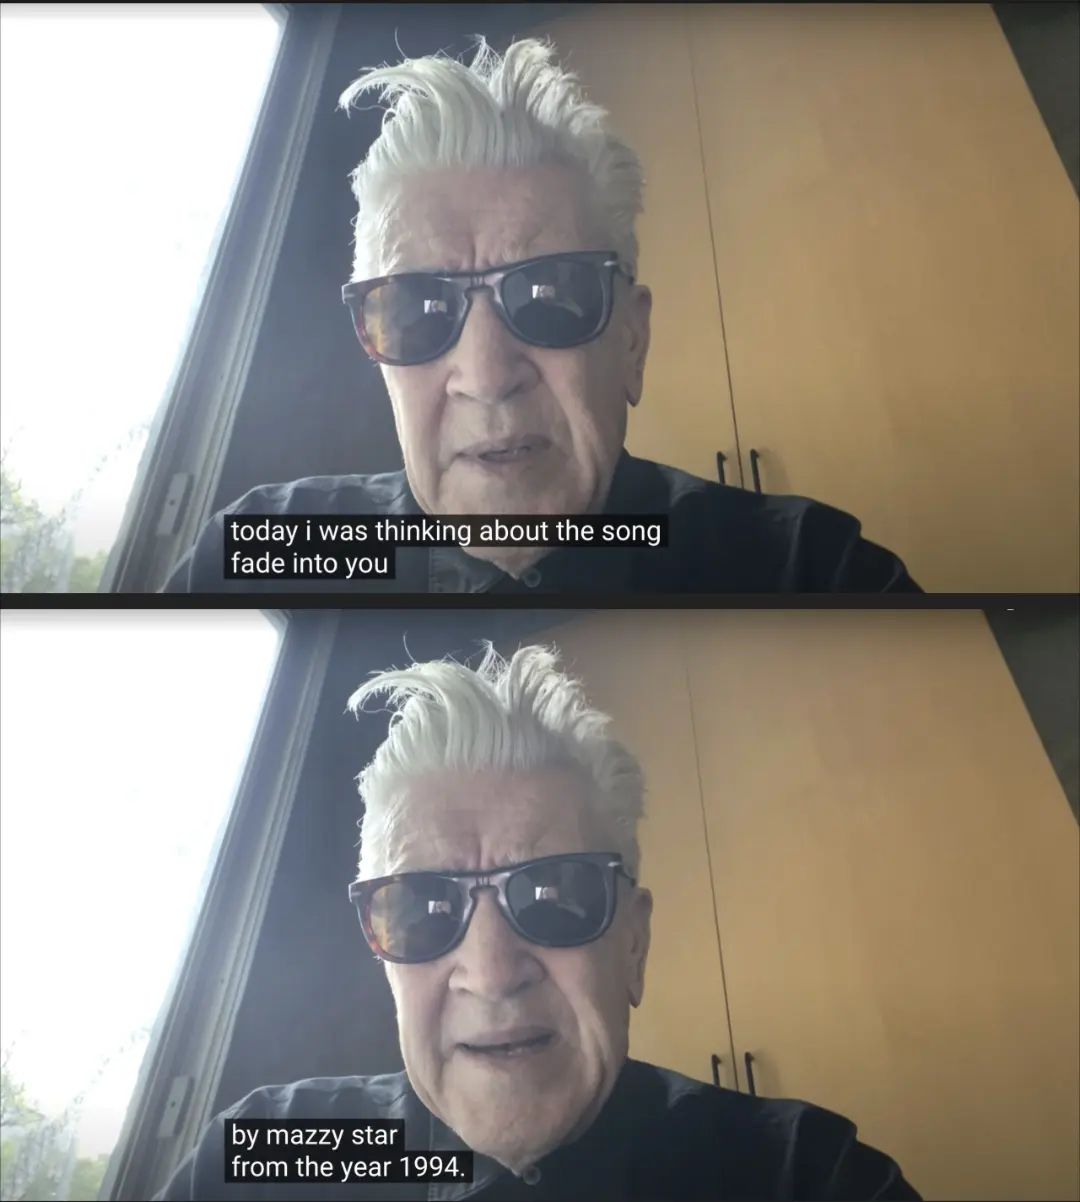 today i was thinking about the song
fade into you
by mazzy star
from the year 1994.